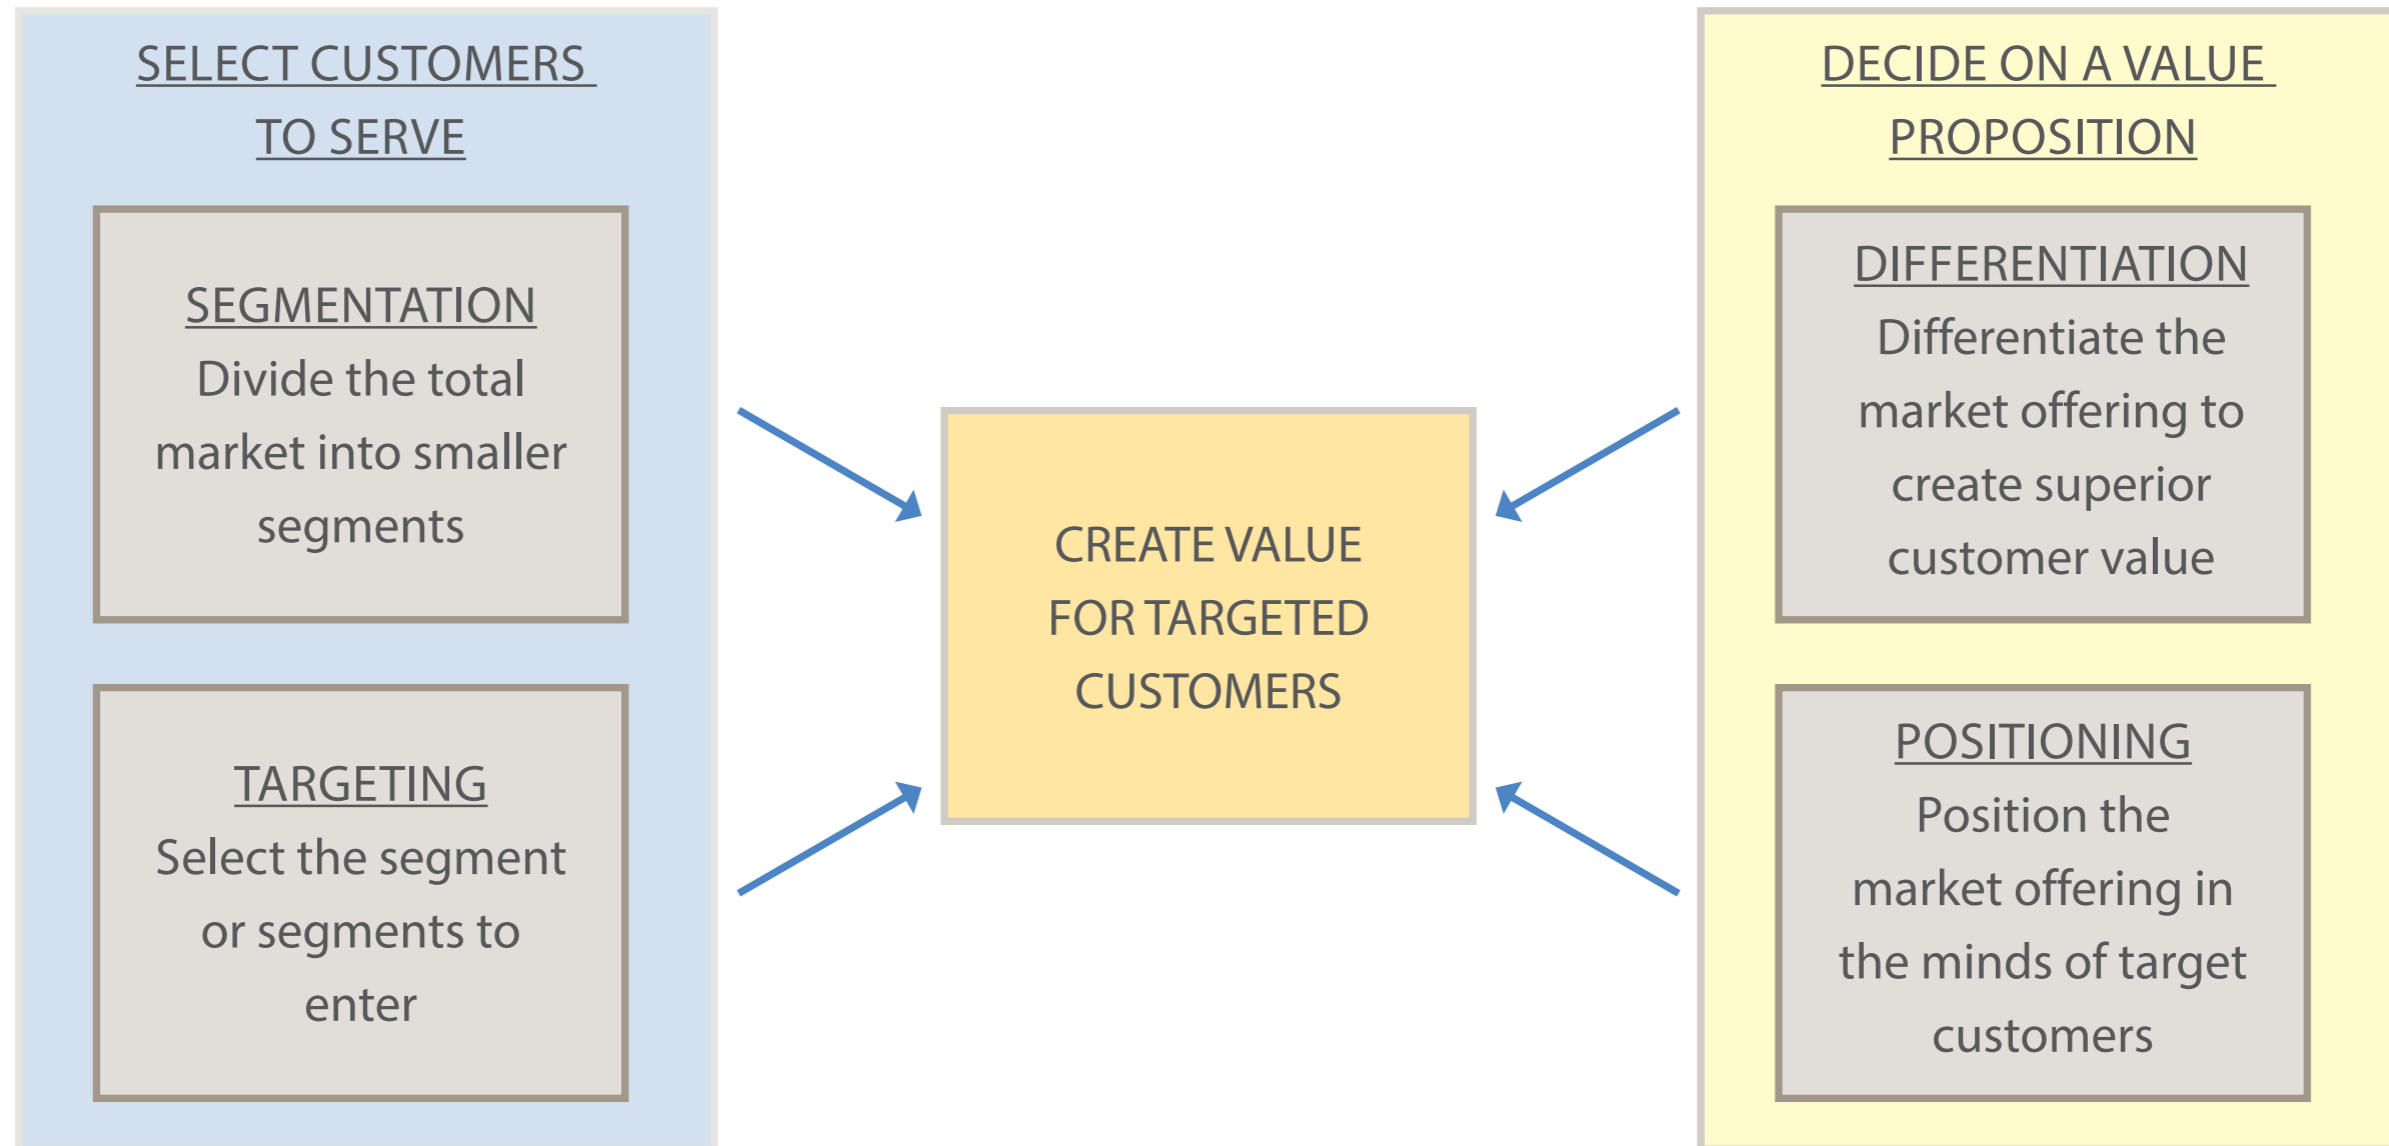 SELECT CUSTOMERS
TO SERVE
SEGMENTATION
Divide the total
market into smaller
segments
TARGETING
Select the segment
or segments to
enter
CREATE VALUE
FOR TARGETED
CUSTOMERS
DECIDE ON A VALUE
PROPOSITION
DIFFERENTIATION
Differentiate the
market offering to
create superior
customer value
POSITIONING
Position the
market offering in
the minds of target
customers